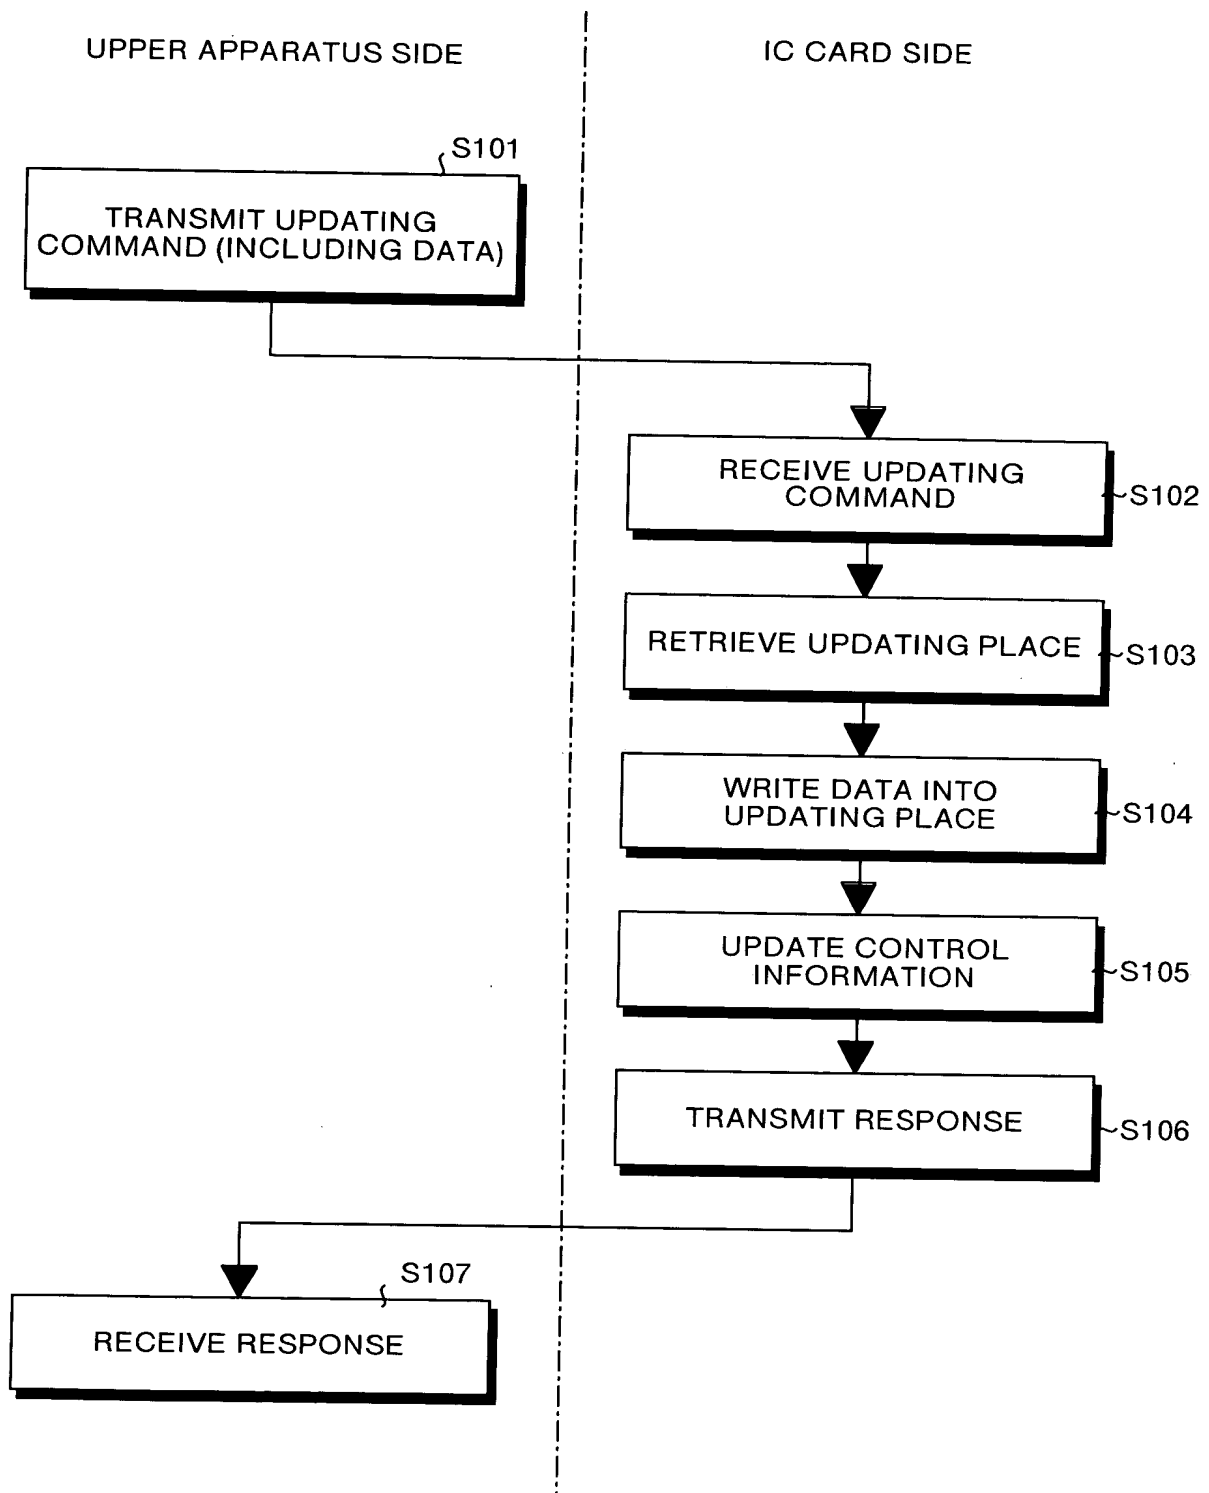 UPPER APPARATUS SIDE
IC CARD SIDE
S101
TRANSMIT UPDATING
COMMAND (INCLUDING DATA)
RECEIVE UPDATING
COMMAND
S102
RETRIEVE UPDATING PLACE
S103
WRITE DATA INTO
UPDATING PLACE
S104
UPDATE CONTROL
INFORMATION
S105
TRANSMIT RESPONSE
S106
S107
RECEIVE RESPONSE